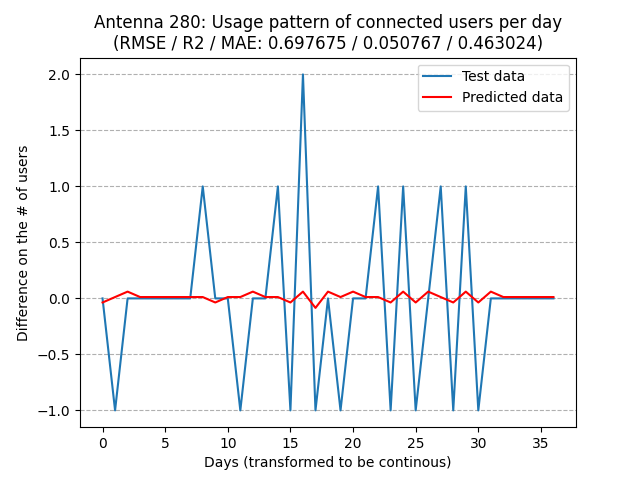 Antenna 280: Usage pattern of connected users per day
(RMSE / R2 / MAE: 0.697675 / 0.050767 / 0.463024)
Test data
Predicted data
Difference on the # of users
2.0
1.5
1.0
0.5
0.0
−0.5
−1.0
0 5 10 15 20 25 30 35
Days (transformed to be continous)